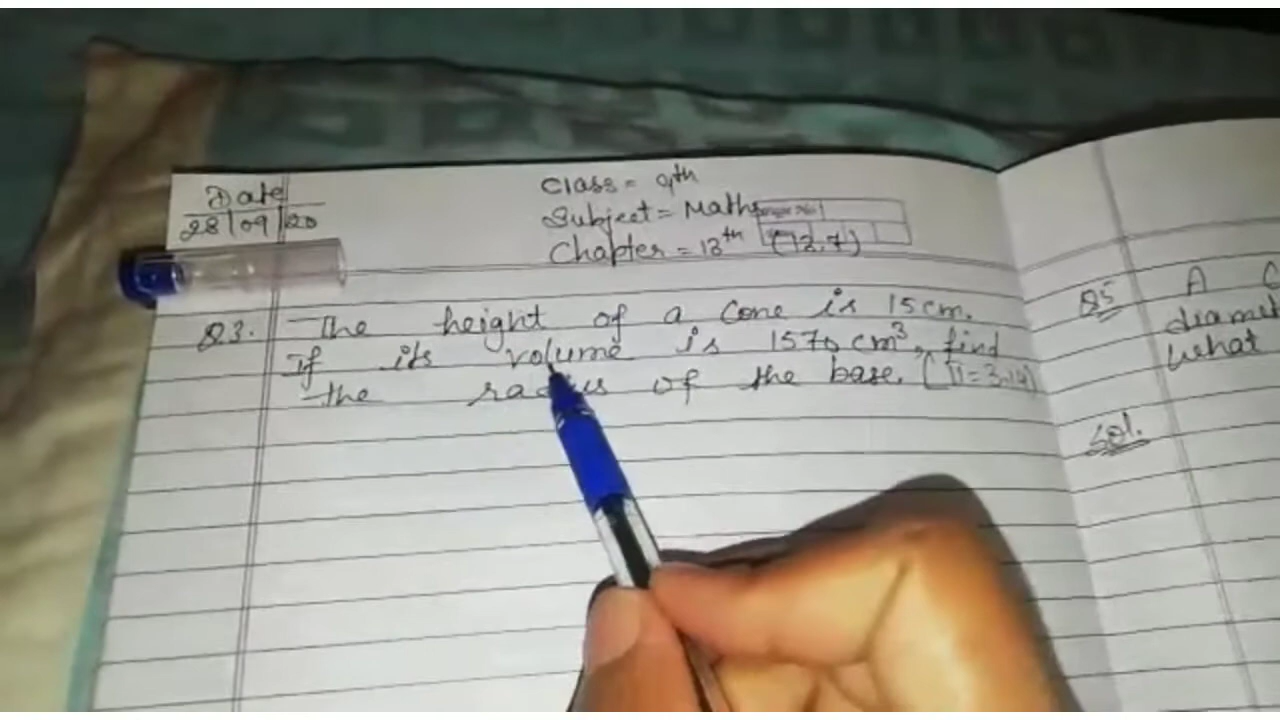 Date
28/09/20
Class = 9th
Subject = Maths
Chapter = 13th (13.7)
Q3. The height of a cone is 15cm.
If its volume is 1570 cm³, find
the radius of the base. [π=3.14]
Q5 A
diamet
what
Sol.